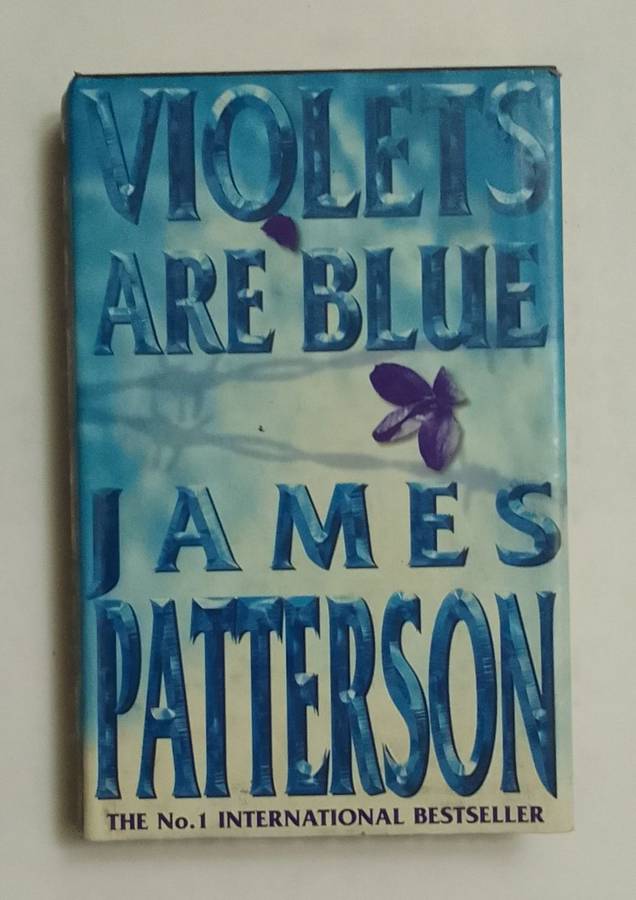 VIOLETS
ARE BLUE
JAMES
PATTERSON
THE No.1 INTERNATIONAL BESTSELLER